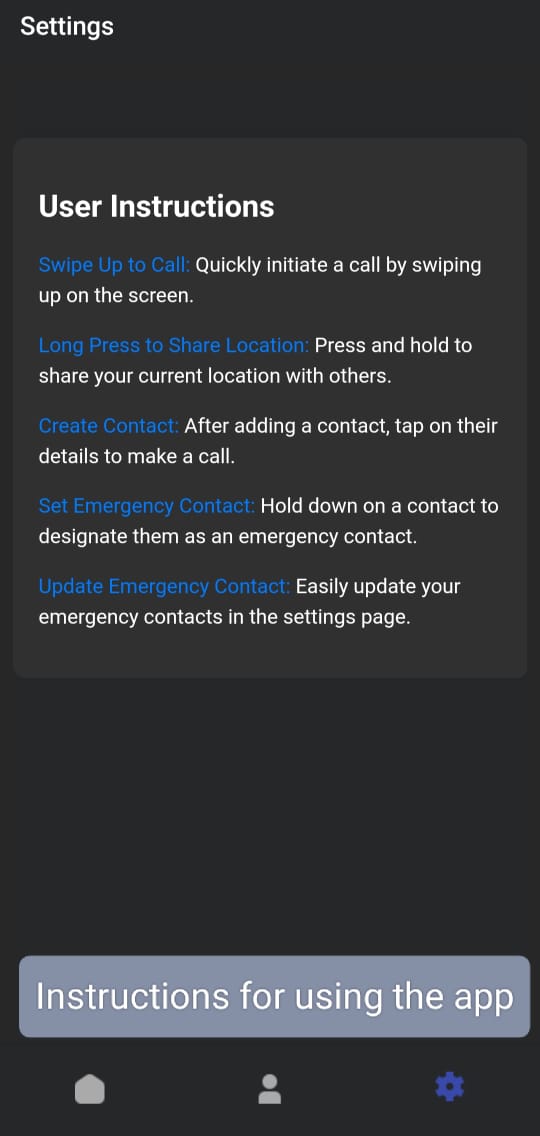 Settings
User Instructions
Swipe Up to Call: Quickly initiate a call by swiping
up on the screen.
Long Press to Share Location: Press and hold to
share your current location with others.
Create Contact: After adding a contact, tap on their
details to make a call.
Set Emergency Contact: Hold down on a contact to
designate them as an emergency contact.
Update Emergency Contact: Easily update your
emergency contacts in the settings page.
Instructions for using the app